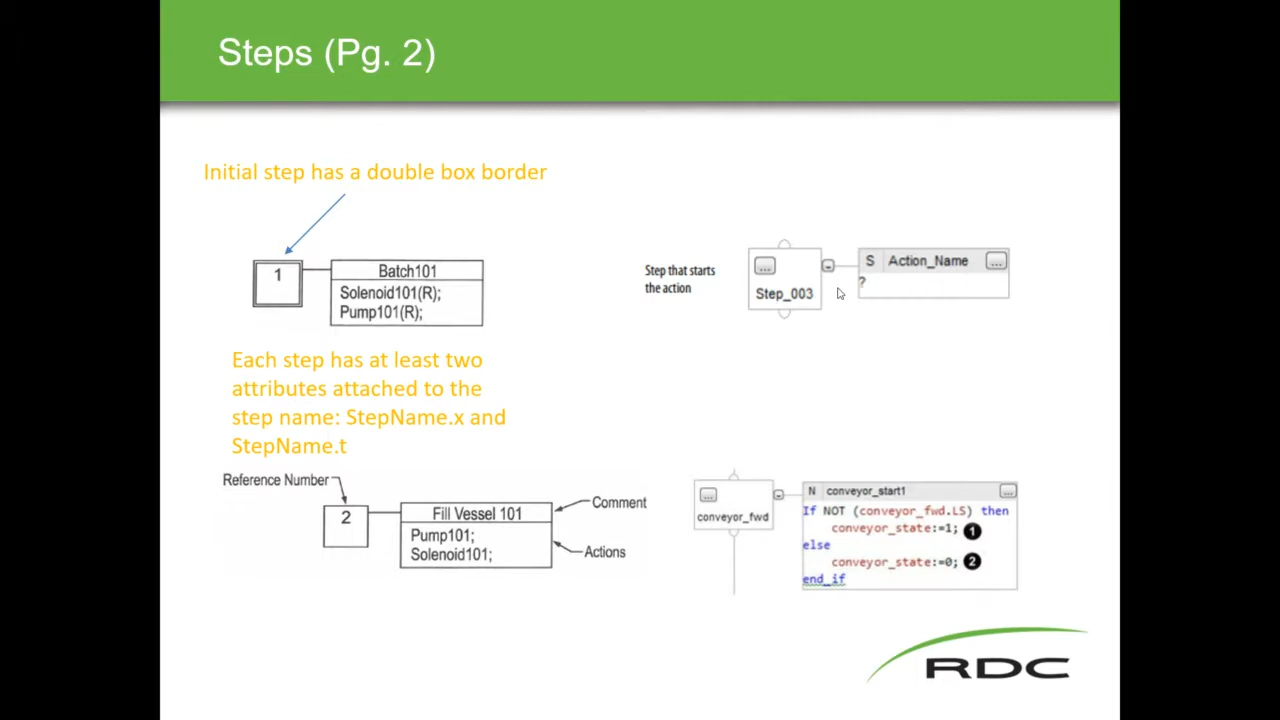 Steps (Pg. 2)
Initial step has a double box border
1
Batch101
Solenoid101(R);
Pump101(R);
Step that starts
the action
...
Step_003
S Action_Name ...
?
Each step has at least two
attributes attached to the
step name: StepName.x and
StepName.t
Reference Number
2
Fill Vessel 101
Pump101;
Solenoid101;
Comment
Actions
...
conveyor_fwd
N conveyor_start1 ...
If NOT (conveyor_fwd.LS) then
conveyor_state:=1; 1
else
conveyor_state:=0; 2
end_if
RDC